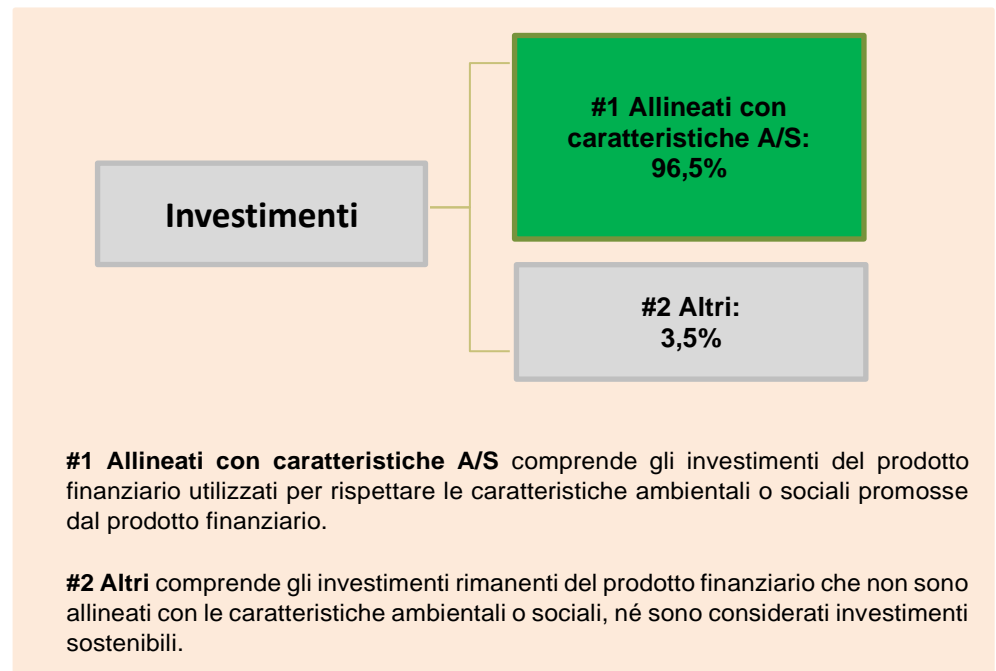 #1 Allineati con
caratteristiche A/S:
96,5%
Investimenti
#2 Altri:
3,5%
#1 Allineati con caratteristiche A/S comprende gli investimenti del prodotto
finanziario utilizzati per rispettare le caratteristiche ambientali o sociali promosse
dal prodotto finanziario.
#2 Altri comprende gli investimenti rimanenti del prodotto finanziario che non sono
allineati con le caratteristiche ambientali o sociali, né sono considerati investimenti
sostenibili.